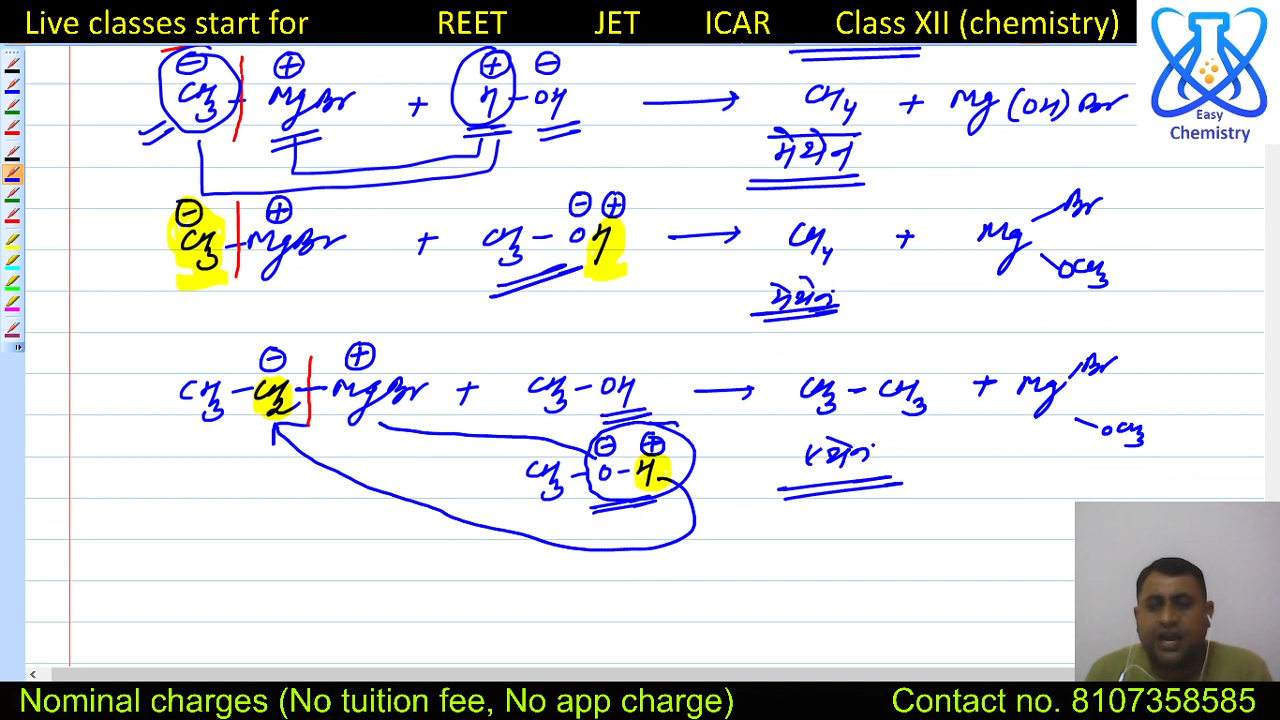 Live classes start for REET JET ICAR Class XII (chemistry)
Easy Chemistry
⊖ ⊕ ⊕ ⊖
CH3 - MgBr + H - OH → CH4 + Mg(OH)Br
मेथेन
⊖ ⊕ ⊖ ⊕
CH3 - MgBr + CH3 - OH → CH4 + Mg Br OCH3
मेथेन
⊖ ⊕
CH3 - CH2 - MgBr + CH3 - OH → CH3 - CH3 + Mg Br OCH3
⊖ ⊕
CH3 - O - H
एथेन
Nominal charges (No tuition fee, No app charge) Contact no. 8107358585